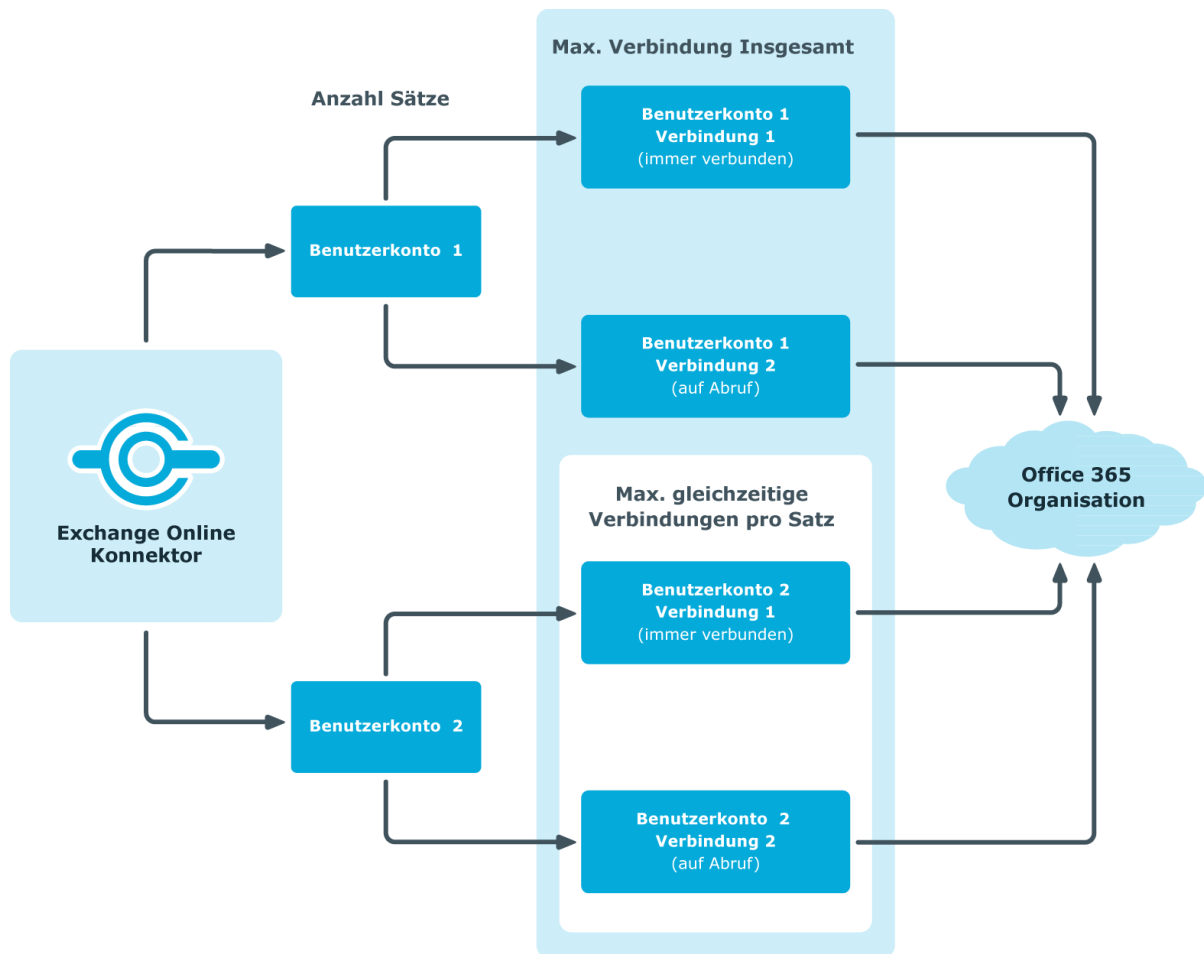 Max. Verbindung Insgesamt
Anzahl Sätze
Benutzerkonto 1
Verbindung 1
(immer verbunden)
Benutzerkonto 1
Benutzerkonto 1
Verbindung 2
(auf Abruf)
Exchange Online
Konnektor
Office 365
Organisation
Max. gleichzeitige
Verbindungen pro Satz
Benutzerkonto 2
Verbindung 1
(immer verbunden)
Benutzerkonto 2
Benutzerkonto 2
Verbindung 2
(auf Abruf)